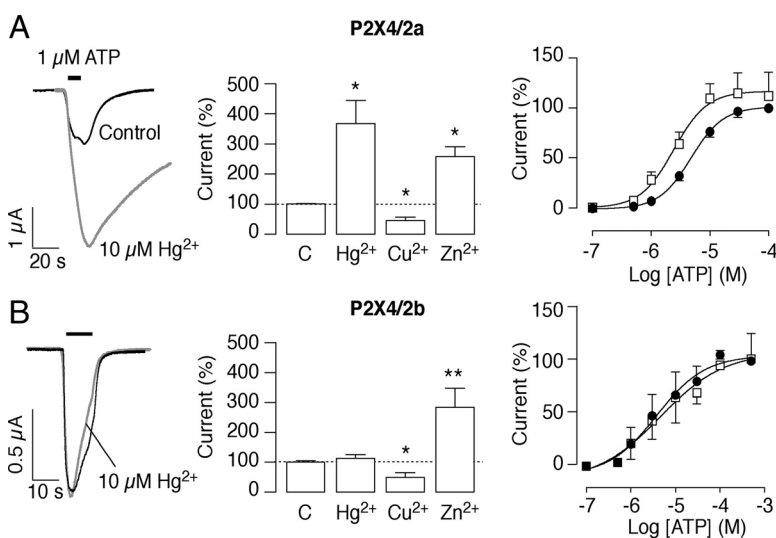 A
P2X4/2a
1 µM ATP
Control
10 µM Hg2+
1 µA
20 s
Current (%)
500
400
300
200
100
0
*
*
*
C Hg2+ Cu2+ Zn2+
Current (%)
150
100
50
0
-7 -6 -5 -4
Log [ATP] (M)
B
P2X4/2b
0.5 µA
10 s
10 µM Hg2+
Current (%)
500
400
300
200
100
0
*
**
C Hg2+ Cu2+ Zn2+
Current (%)
150
100
50
0
-7 -6 -5 -4 -3
Log [ATP] (M)